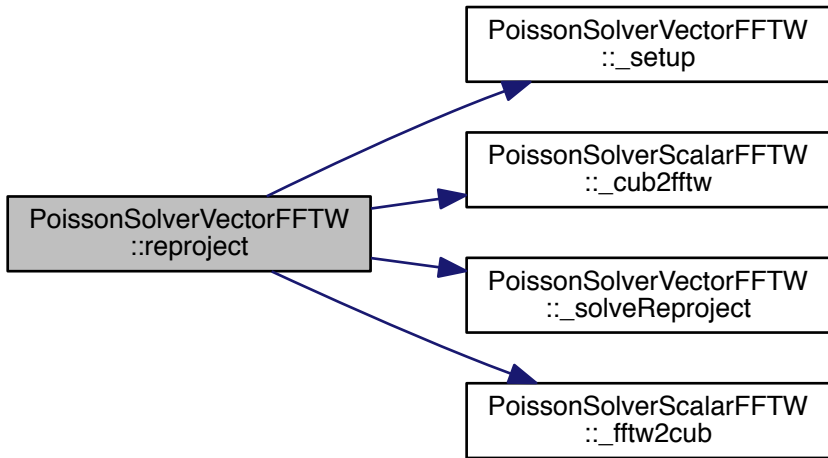 PoissonSolverVectorFFTW
::_setup
PoissonSolverScalarFFTW
::_cub2fftw
PoissonSolverVectorFFTW
::reproject
PoissonSolverVectorFFTW
::_solveReproject
PoissonSolverScalarFFTW
::_fftw2cub